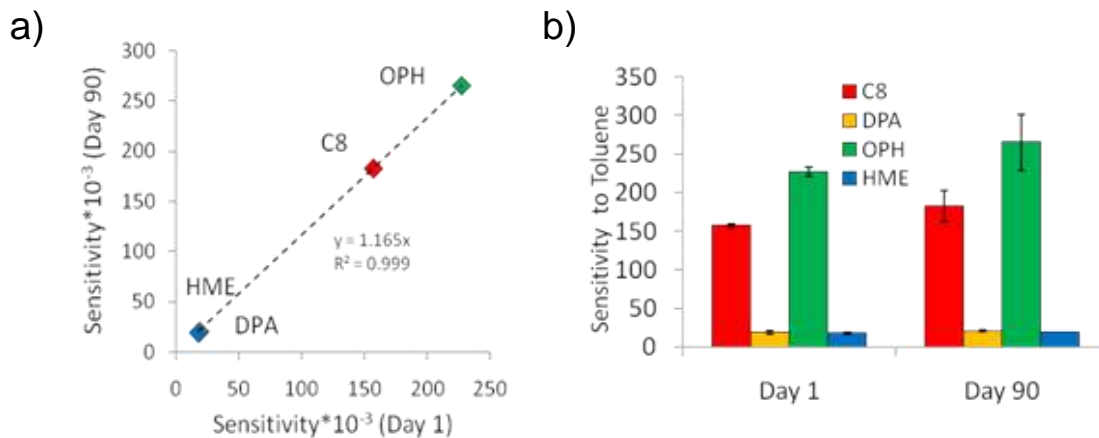 a)
300
250
200
150
100
50
0
Sensitivity*10⁻³ (Day 90)
OPH
C8
y = 1.165x
R² = 0.999
HME
DPA
0 50 100 150 200 250
Sensitivity*10⁻³ (Day 1)
b)
350
300
250
200
150
100
50
0
Sensitivity to Toluene
C8
DPA
OPH
HME
Day 1 Day 90